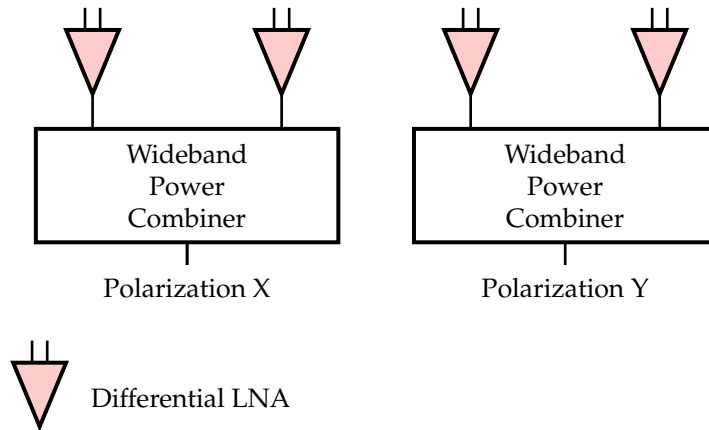 Wideband
Power
Combiner
Wideband
Power
Combiner
Polarization X
Polarization Y
Differential LNA